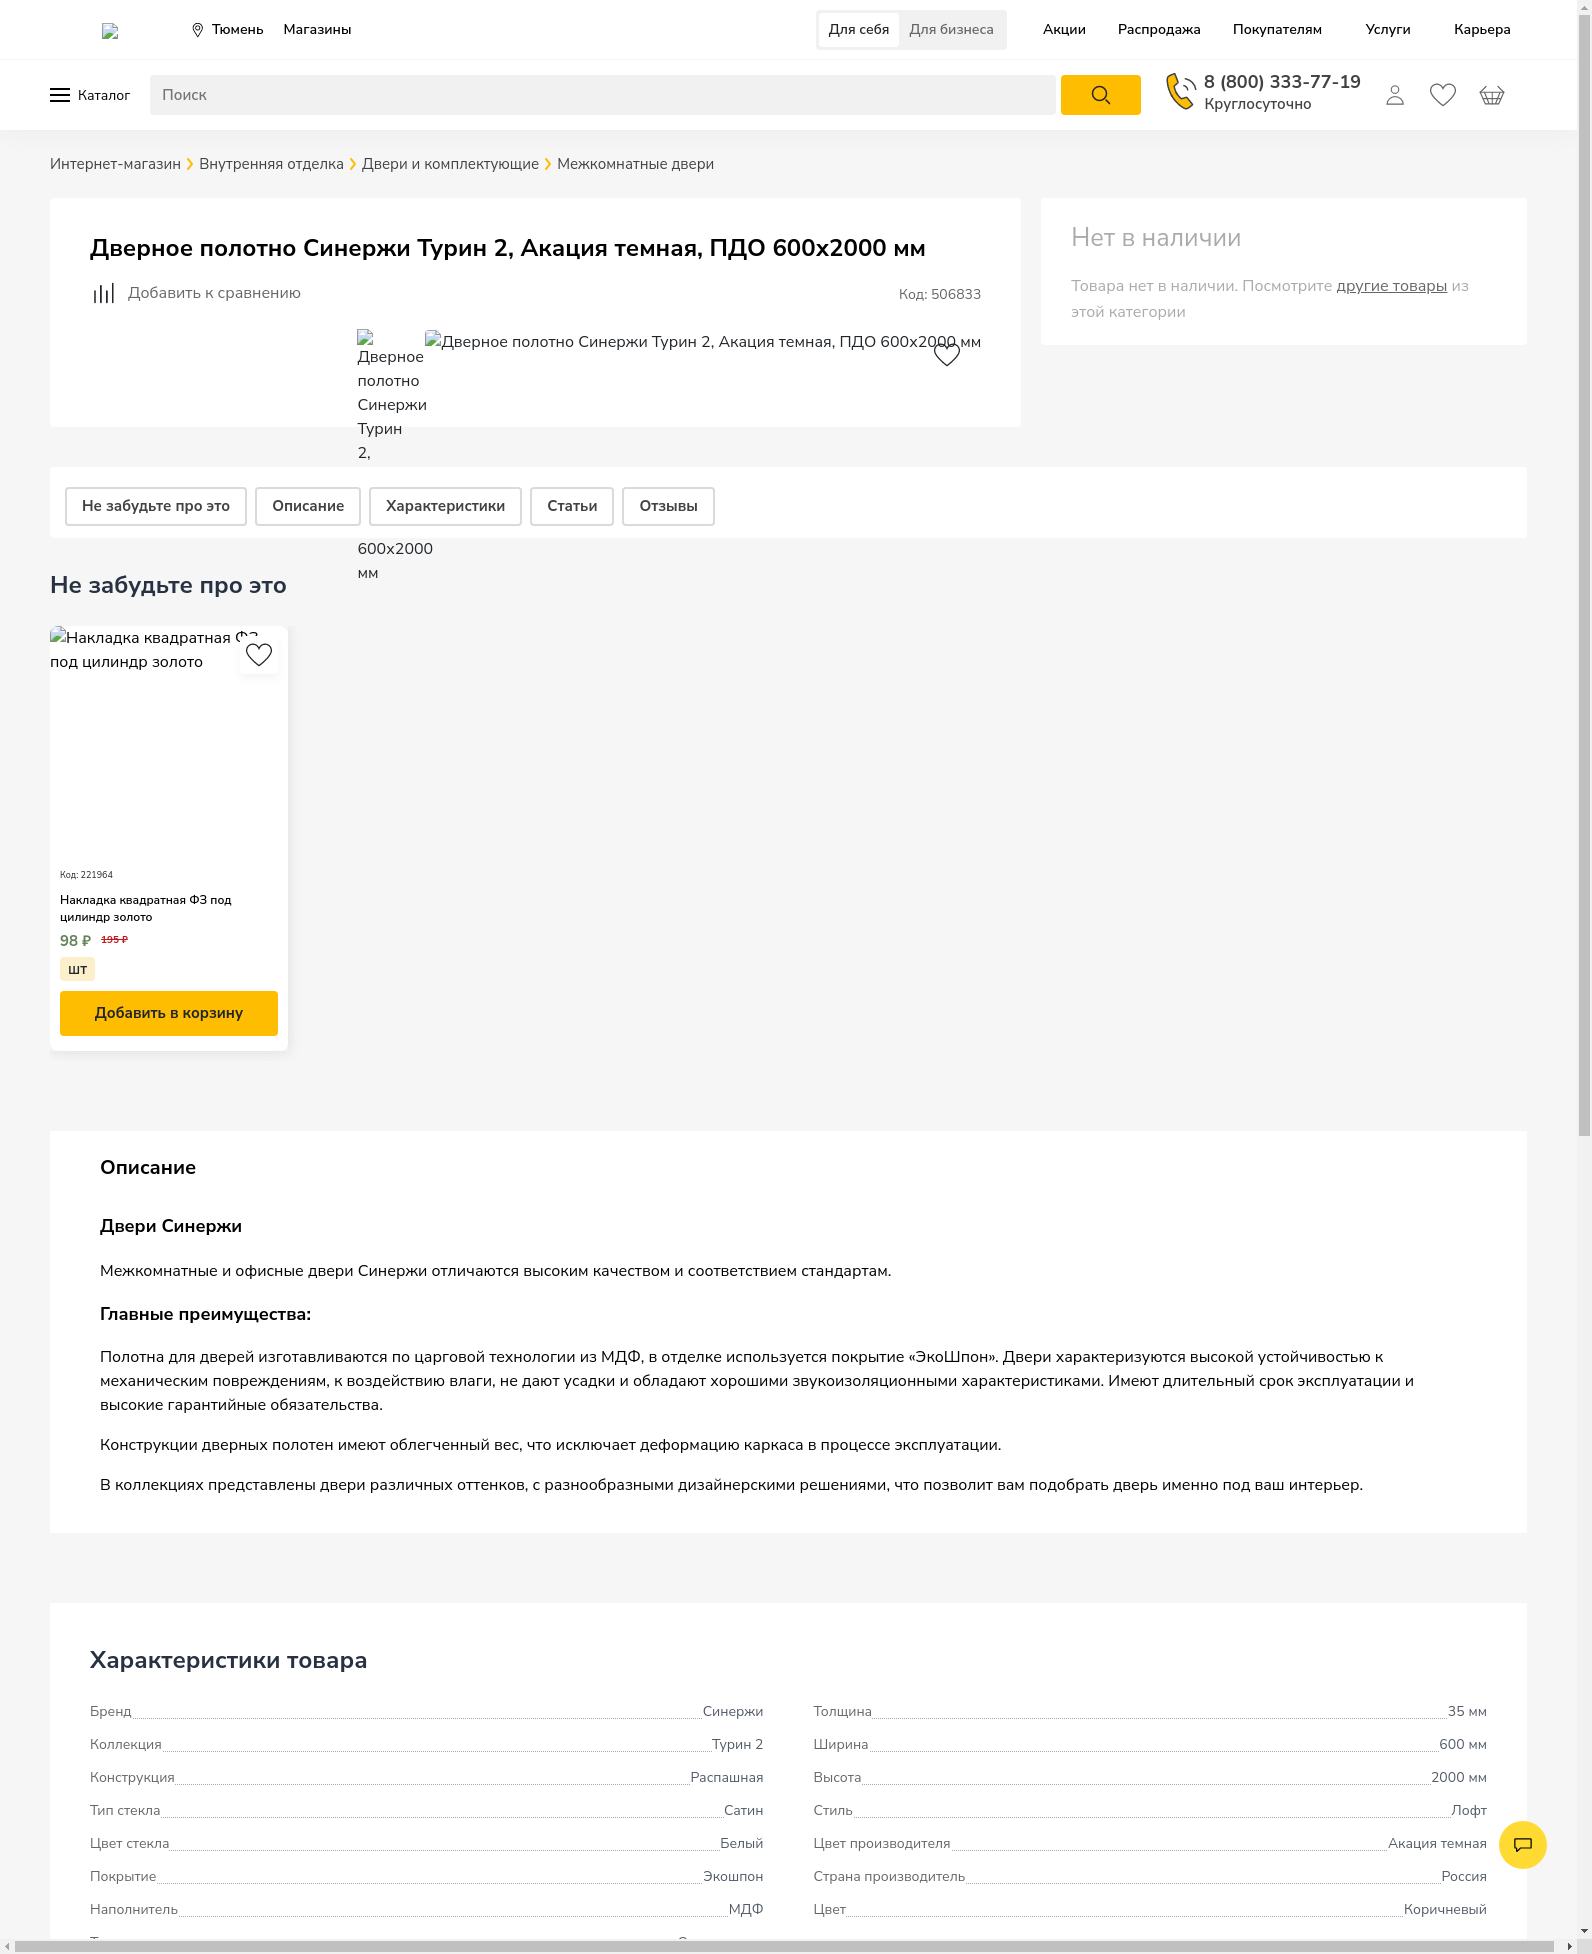 Тюмень
Магазины
Для себя
Для бизнеса
Акции
Распродажа
Покупателям
Услуги
Карьера
Каталог
Поиск
8 (800) 333-77-19
Круглосуточно
Интернет-магазин
Внутренняя отделка
Двери и комплектующие
Межкомнатные двери
Дверное полотно Синержи Турин 2, Акация темная, ПДО 600х2000 мм
Добавить к сравнению
Код: 506833
Дверное
полотно
Синержи
Турин
2,
600х2000
мм
Дверное полотно Синержи Турин 2, Акация темная, ПДО 600х2000 мм
Нет в наличии
Товара нет в наличии. Посмотрите другие товары из
этой категории
Не забудьте про это
Описание
Характеристики
Статьи
Отзывы
Не забудьте про это
Накладка квадратная ФЗ
под цилиндр золото
Код: 221964
Накладка квадратная ФЗ под
цилиндр золото
98 ₽ 195 ₽
шт
Добавить в корзину
Описание
Двери Синержи
Межкомнатные и офисные двери Синержи отличаются высоким качеством и соответствием стандартам.
Главные преимущества:
Полотна для дверей изготавливаются по царговой технологии из МДФ, в отделке используется покрытие «ЭкоШпон». Двери характеризуются высокой устойчивостью к
механическим повреждениям, к воздействию влаги, не дают усадки и обладают хорошими звукоизоляционными характеристиками. Имеют длительный срок эксплуатации и
высокие гарантийные обязательства.
Конструкции дверных полотен имеют облегченный вес, что исключает деформацию каркаса в процессе эксплуатации.
В коллекциях представлены двери различных оттенков, с разнообразными дизайнерскими решениями, что позволит вам подобрать дверь именно под ваш интерьер.
Характеристики товара
Бренд Синержи
Коллекция Турин 2
Конструкция Распашная
Тип стекла Сатин
Цвет стекла Белый
Покрытие Экошпон
Наполнитель МДФ
Толщина 35 мм
Ширина 600 мм
Высота 2000 мм
Стиль Лофт
Цвет производителя Акация темная
Страна производитель Россия
Цвет Коричневый